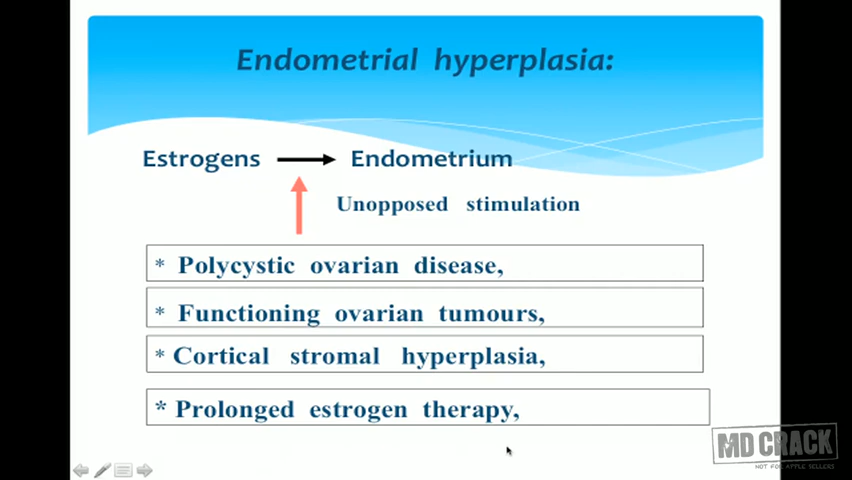 Endometrial hyperplasia:
Estrogens → Endometrium
Unopposed stimulation
* Polycystic ovarian disease,
* Functioning ovarian tumours,
* Cortical stromal hyperplasia,
* Prolonged estrogen therapy,
MD CRACK
NOT FOR APPLE SELLERS